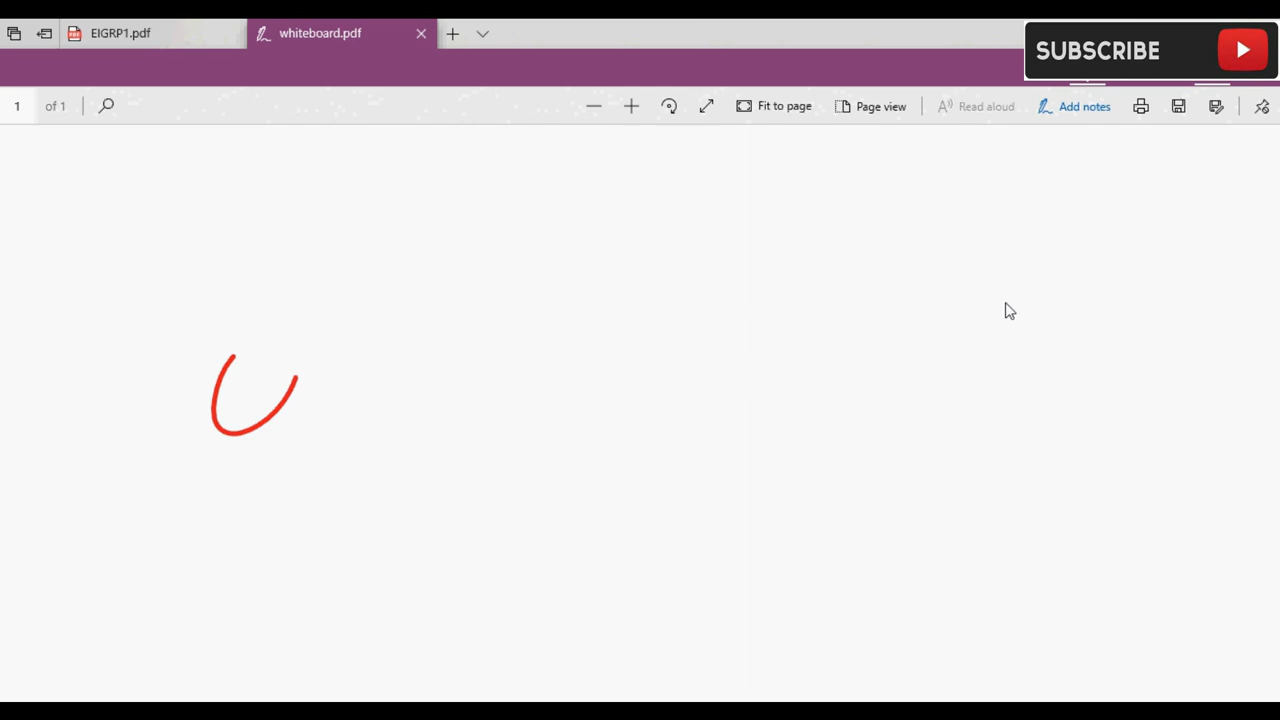 EIGRP1.pdf
whiteboard.pdf
SUBSCRIBE
1 of 1
Fit to page
Page view
Read aloud
Add notes